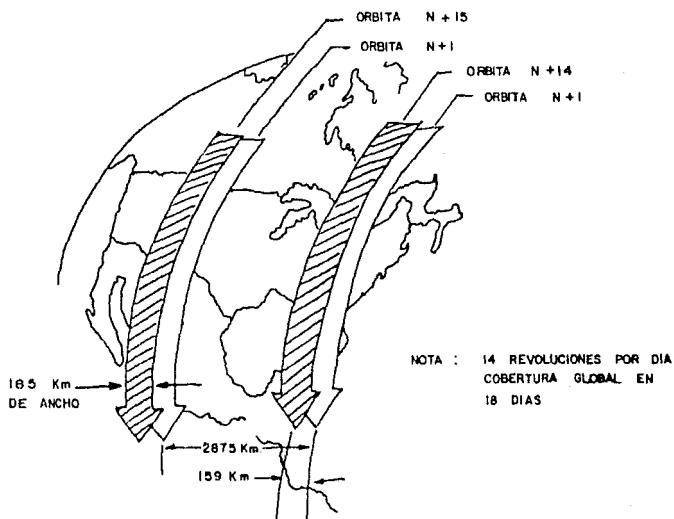 ORBITA N + 15
ORBITA N + 1
ORBITA N + 14
ORBITA N + 1
NOTA : 14 REVOLUCIONES POR DIA
COBERTURA GLOBAL EN
18 DIAS
185 Km
DE ANCHO
2875 Km
159 Km